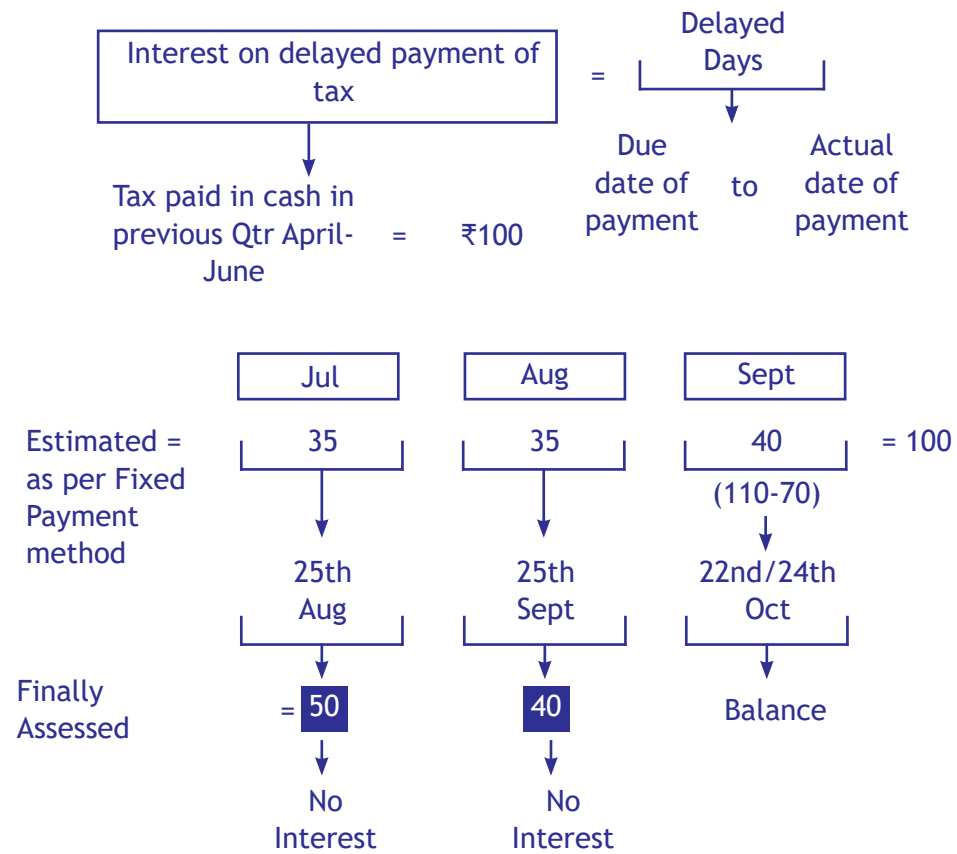 Interest on delayed payment of
tax
=
Delayed
Days
Due
date of
payment
to
Actual
date of
payment
Tax paid in cash in
previous Qtr April-
June
=
₹100
Jul
Aug
Sept
Estimated =
as per Fixed
Payment
method
35
35
40
= 100
(110-70)
25th
Aug
25th
Sept
22nd/24th
Oct
Finally
Assessed
=
50
40
Balance
No
Interest
No
Interest